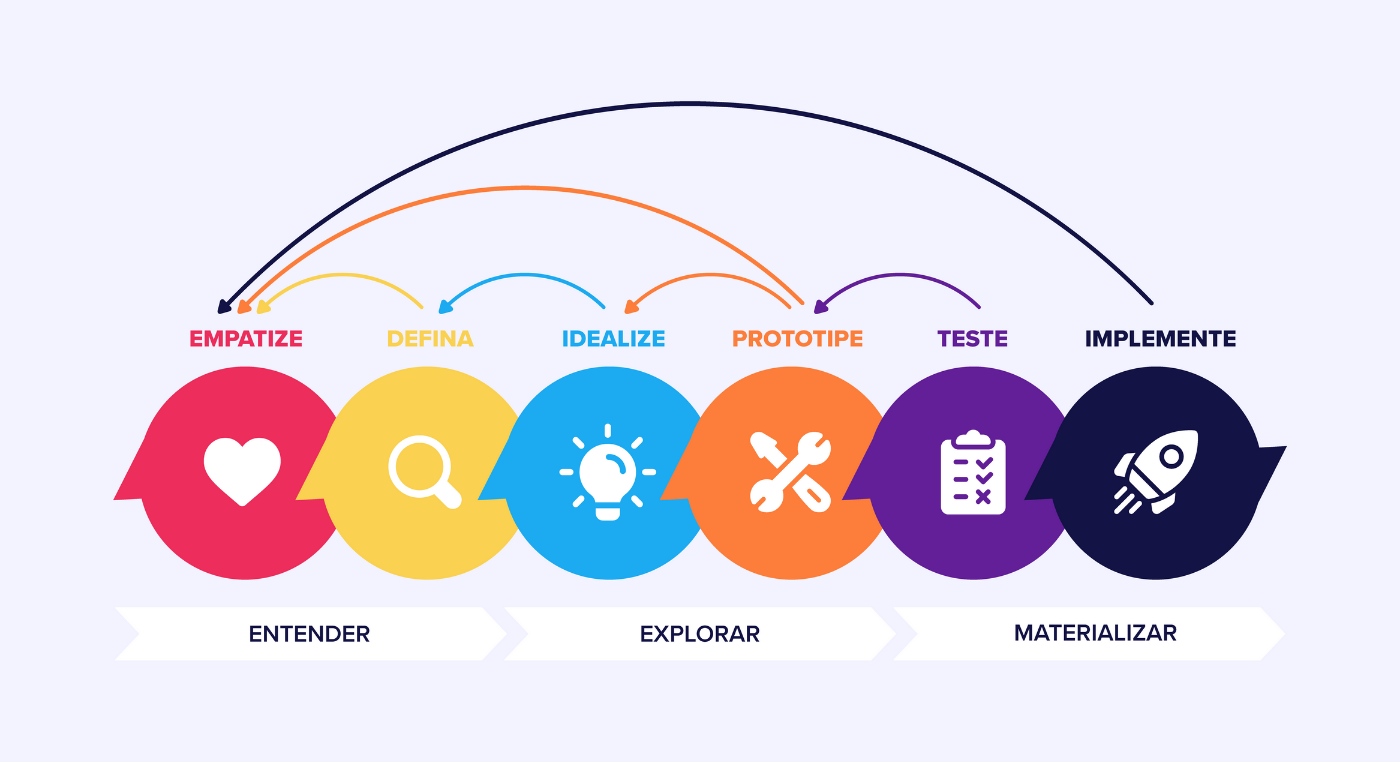 EMPATIZE
DEFINA
IDEALIZE
PROTOTIPE
TESTE
IMPLEMENTE
ENTENDER
EXPLORAR
MATERIALIZAR